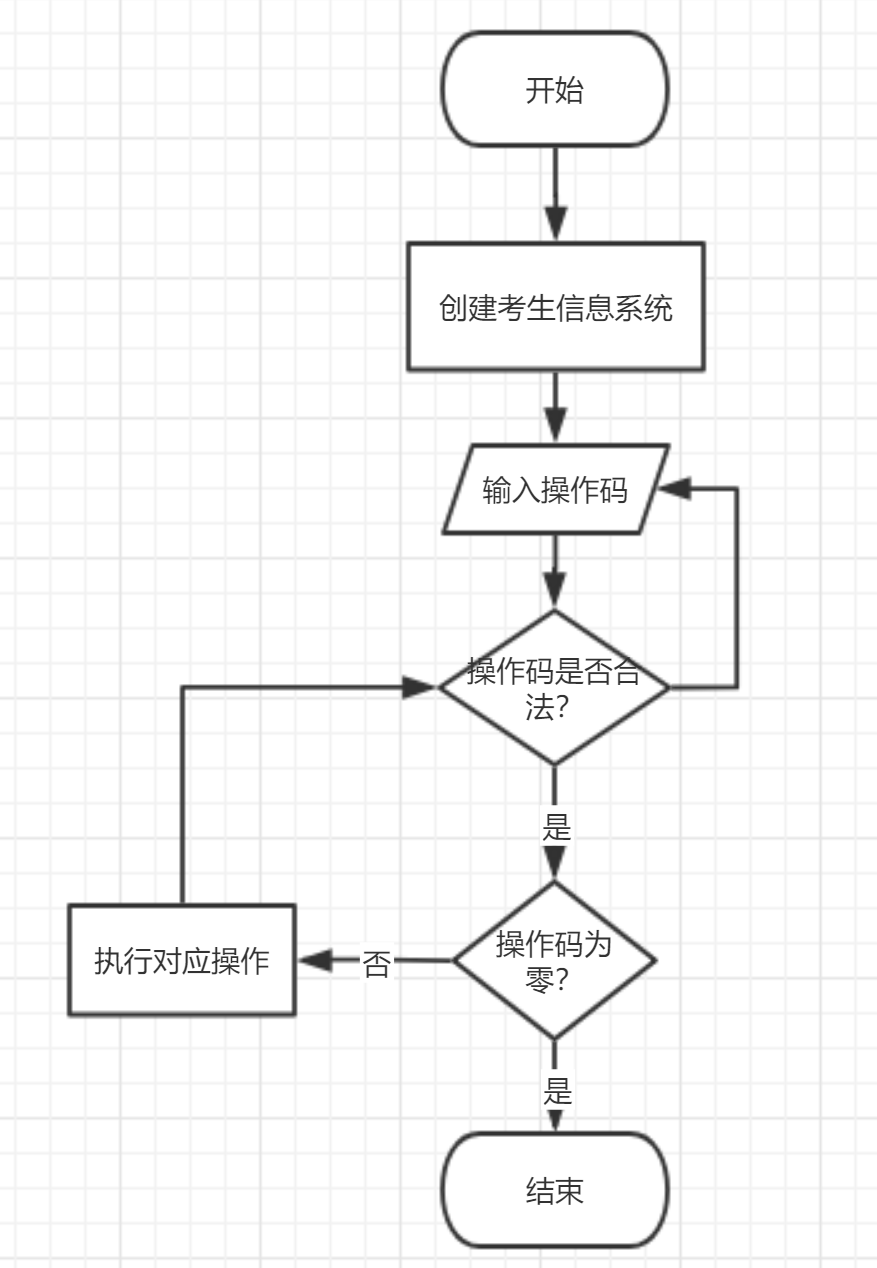 开始
创建考生信息系统
输入操作码
操作码是否合
法?
是
操作码为
零?
否
执行对应操作
是
结束